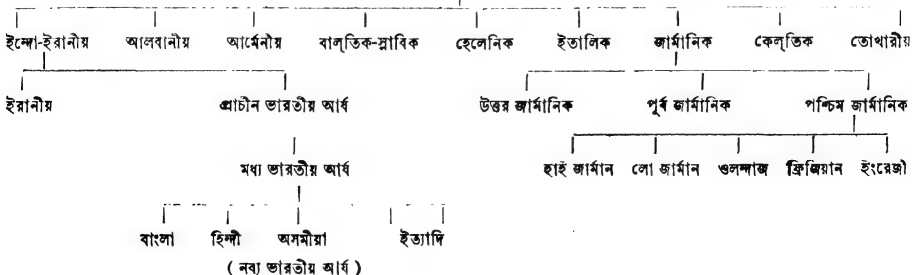 ইন্দো-ইরানীয় আলবানীয় আর্মেনীয় বাল্‌তিক-স্লাবিক হেলেনিক ইতালিক জার্মানিক কেল্‌তিক তোখারীয়
ইরানীয় প্রাচীন ভারতীয় আর্য উত্তর জার্মানিক পূর্ব জার্মানিক পশ্চিম জার্মানিক
মধ্য ভারতীয় আর্য হাই জার্মান লো জার্মান ওলন্দাজ ফ্রিজিয়ান ইংরেজী
বাংলা হিন্দী অসমীয়া ইত্যাদি
( নব্য ভারতীয় আর্য )